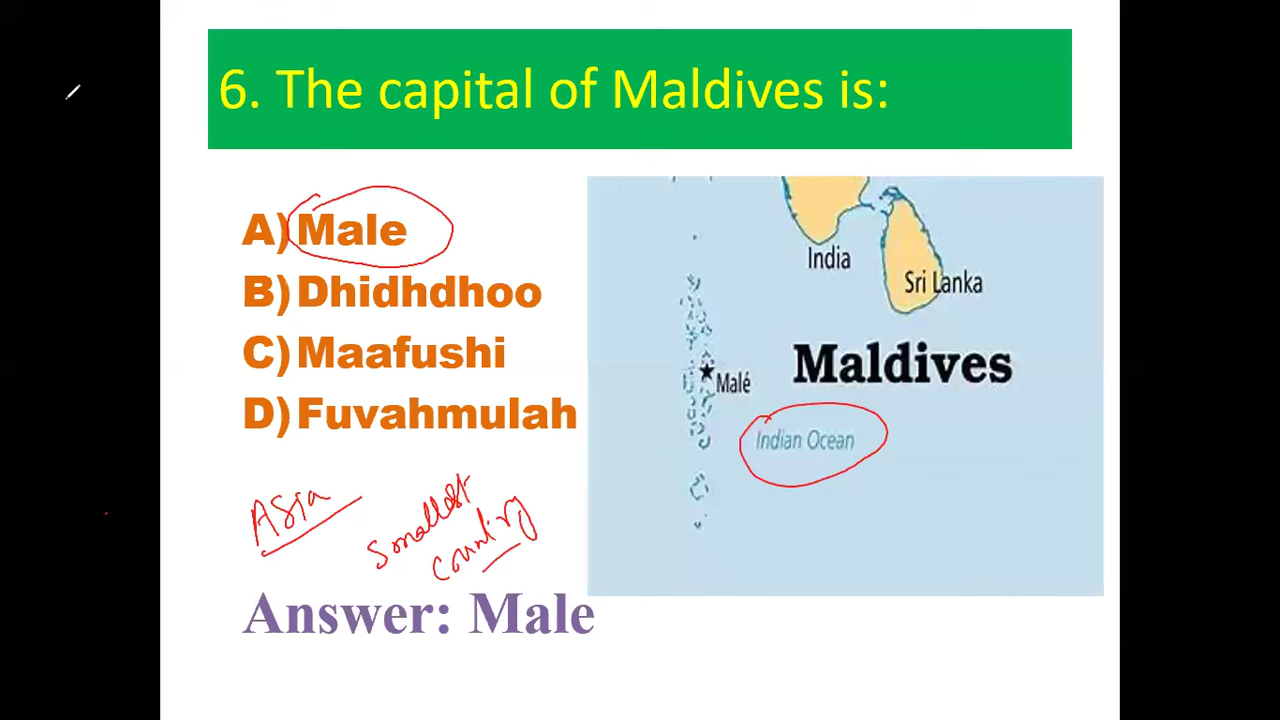 6. The capital of Maldives is:
A) Male
B) Dhidhdhoo
C) Maafushi
D) Fuvahmulah
India
Sri Lanka
Maldives
Malé
Indian Ocean
Asia
Smallest
country
Answer: Male